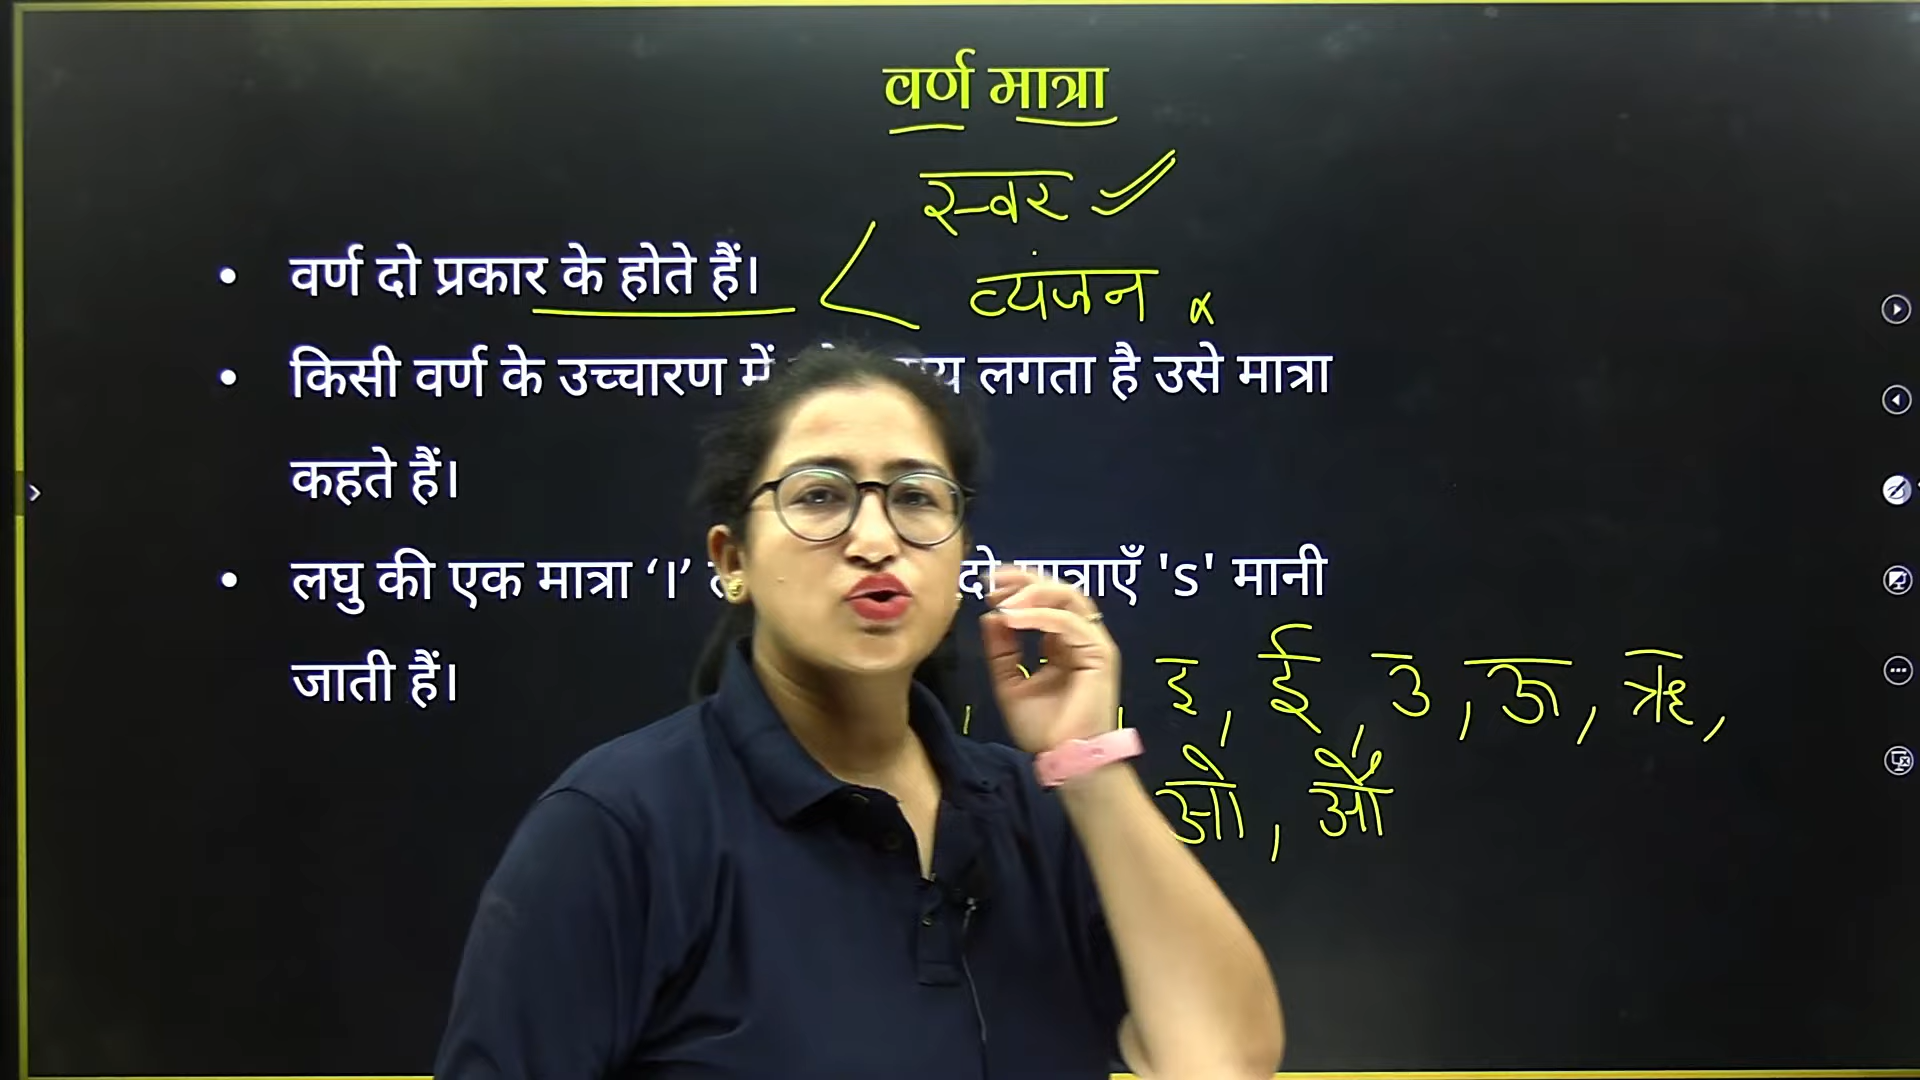 वर्ण मात्रा
स्वर
वर्ण दो प्रकार के होते हैं।
व्यंजन
किसी वर्ण के उच्चारण में लगता है उसे मात्रा
कहते हैं।
लघु की एक मात्रा ‘।’ दो मात्राएँ 'S' मानी
जाती हैं।
इ, ई, उ, ऊ, ऋ,
ओ, औ